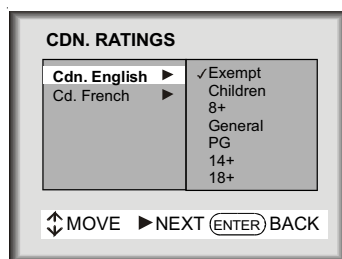 CDN. RATINGS
Cdn. English ▶
Cd. French ▶
✓Exempt
Children
8+
General
PG
14+
18+
MOVE ▶NEXT ENTER BACK